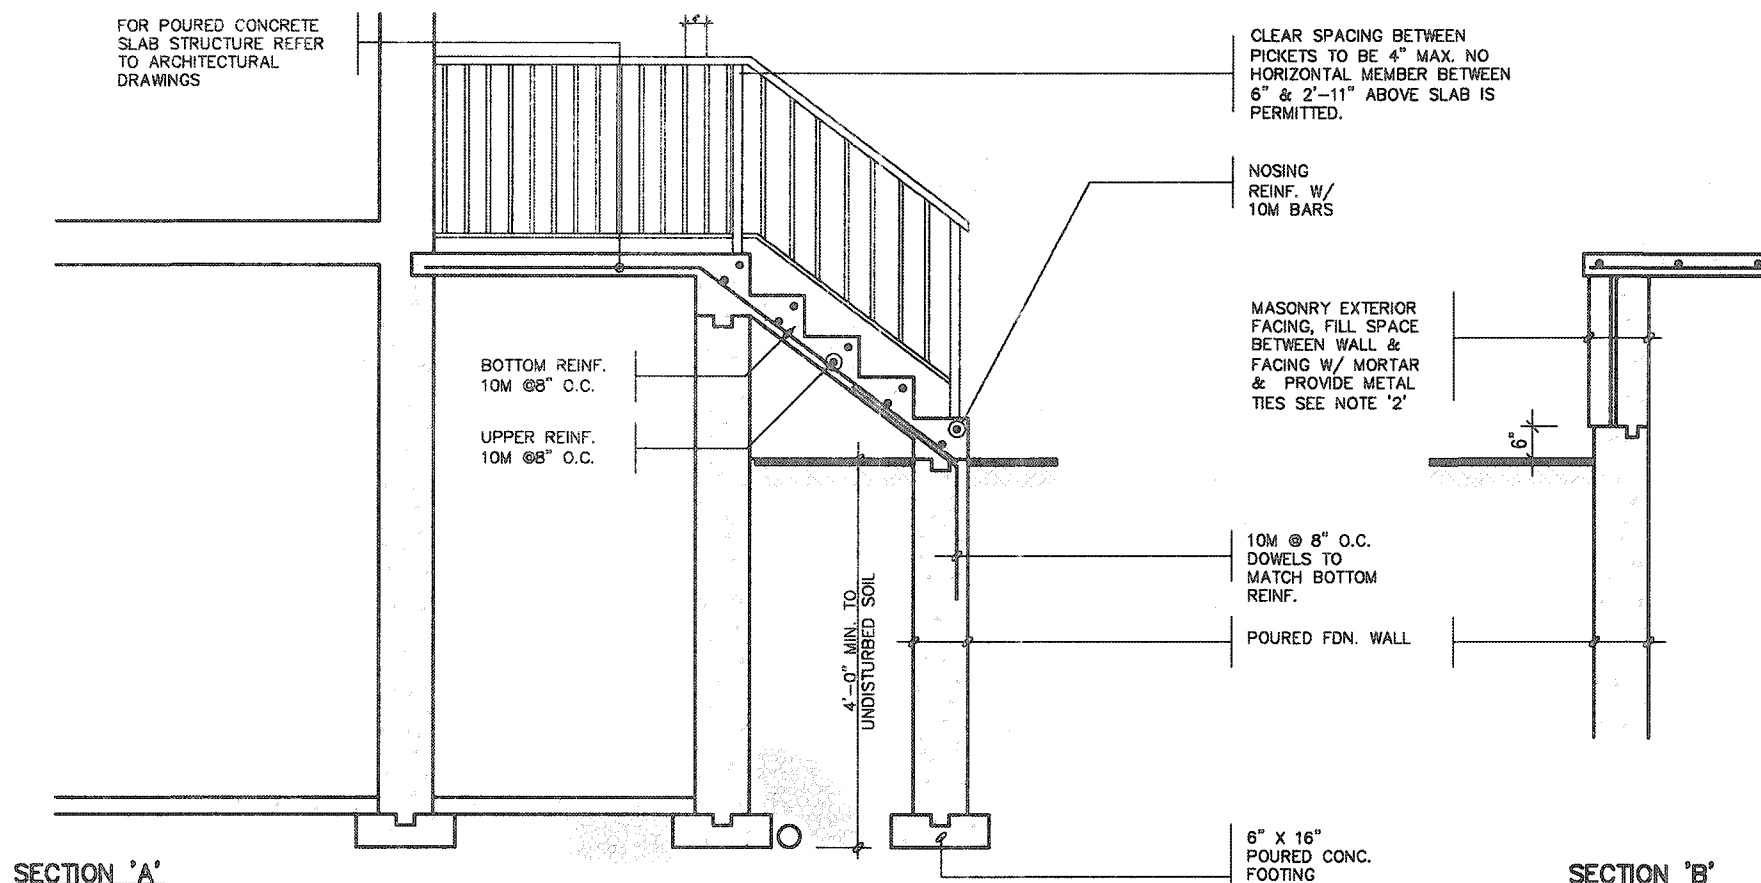 FOR POURED CONCRETE
SLAB STRUCTURE REFER
TO ARCHITECTURAL
DRAWINGS
CLEAR SPACING BETWEEN
PICKETS TO BE 4" MAX. NO
HORIZONTAL MEMBER BETWEEN
6" & 2'-11" ABOVE SLAB IS
PERMITTED.
NOSING
REINF. W/
10M BARS
BOTTOM REINF.
10M @8" O.C.
UPPER REINF.
10M @8" O.C.
MASONRY EXTERIOR
FACING, FILL SPACE
BETWEEN WALL &
FACING W/ MORTAR
& PROVIDE METAL
TIES SEE NOTE '2'
6"
10M @ 8" O.C.
DOWELS TO
MATCH BOTTOM
REINF.
4'-0" MIN. TO
UNDISTURBED SOIL
POURED FDN. WALL
6" X 16"
POURED CONC.
FOOTING
SECTION 'A'
SECTION 'B'